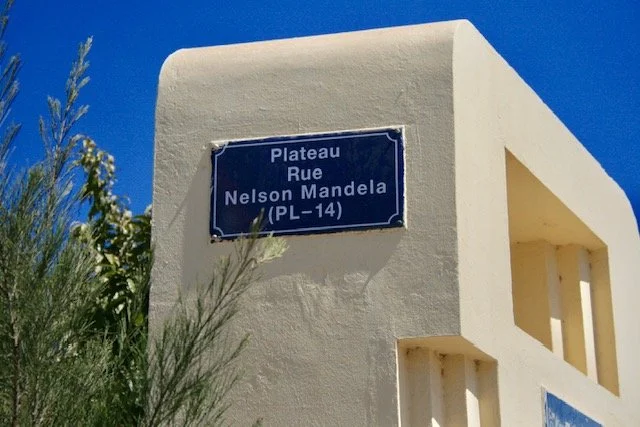 Plateau
Rue
Nelson Mandela
(PL-14)